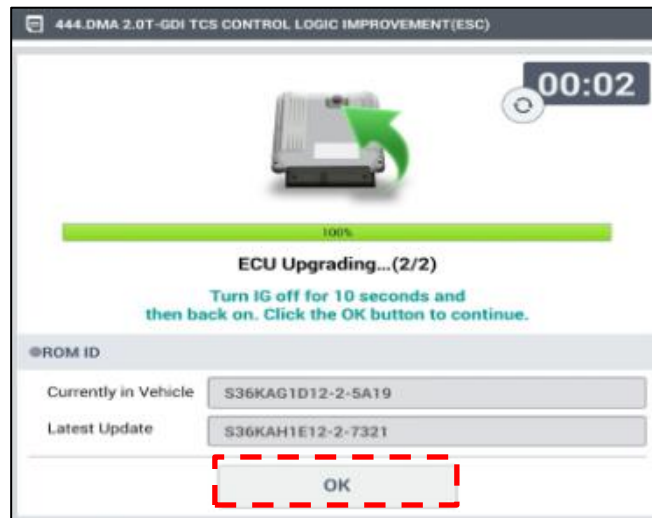 444.DMA 2.0T-GDI TCS CONTROL LOGIC IMPROVEMENT(ESC)
00:02
100%
ECU Upgrading...(2/2)
Turn IG off for 10 seconds and
then back on. Click the OK button to continue.
ROM ID
Currently in Vehicle S36KAG1D12-2-5A19
Latest Update S36KAH1E12-2-7321
OK